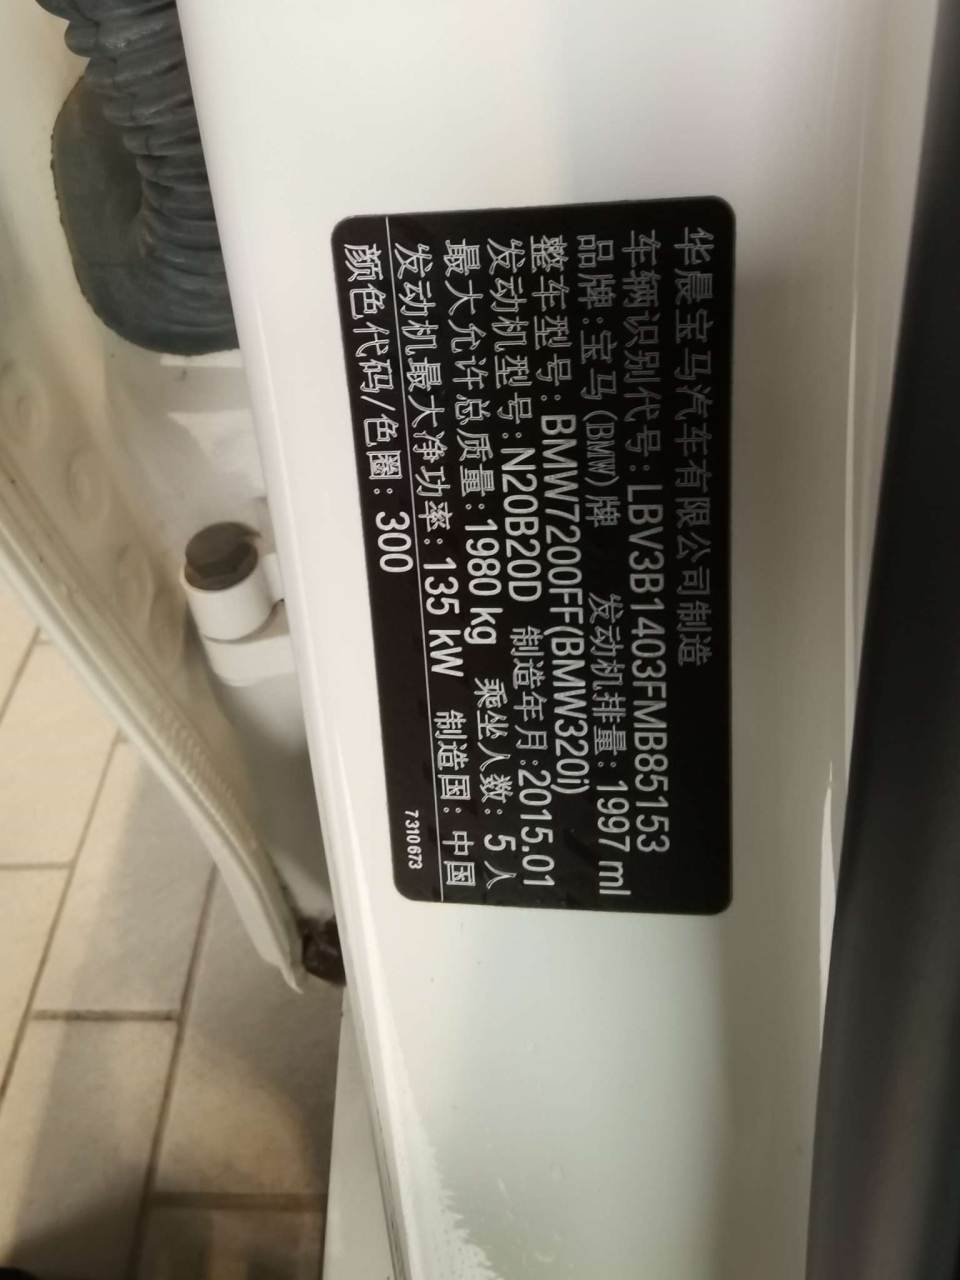 华晨宝马汽车有限公司制造
车辆识别代号:LBV3B1403FMB85153
品牌:宝马(BMW)牌 发动机排量:1997 ml
整车型号:BMW7200FF(BMW320i)
发动机型号:N20B20D 制造年月:2015.01
最大允许总质量:1980 kg 乘坐人数:5人
发动机最大净功率:135 kW 制造国:中国
颜色代码/色圈:300 7310673